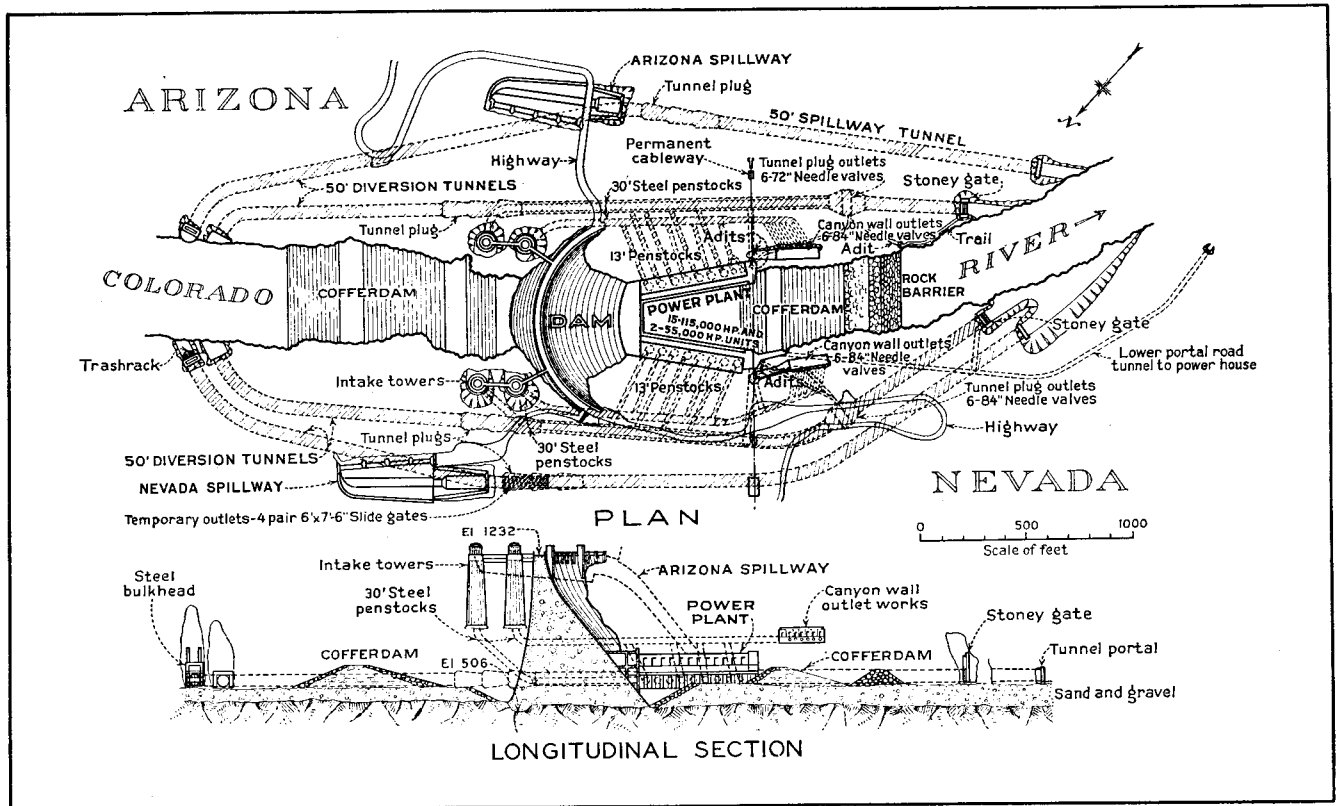 ARIZONA
ARIZONA SPILLWAY
Tunnel plug
50' SPILLWAY TUNNEL
N
Highway
Permanent
cableway
Tunnel plug outlets
6-72" Needle valves
Stoney gate
50' DIVERSION TUNNELS
30' Steel penstocks
Tunnel plug
Adits
Canyon wall outlets
6-84" Needle valves
Adit
Trail
13' Penstocks
COLORADO
RIVER
COFFERDAM
DAM
POWER PLANT
15-115,000 HP. AND
2-55,000 HP. UNITS
COFFERDAM
ROCK
BARRIER
Trashrack
Intake towers
13' Penstocks
Adits
Canyon wall outlets
6-84" Needle
valves
Stoney gate
Lower portal road
tunnel to power house
Tunnel plug outlets
6-84" Needle valves
Highway
Tunnel plugs
30' Steel
penstocks
50' DIVERSION TUNNELS
NEVADA SPILLWAY
Temporary outlets-4 pair 6'x7'-6" Slide gates
NEVADA
PLAN
0 500 1000
Scale of feet
El 1232
Intake towers
ARIZONA SPILLWAY
Steel
bulkhead
30' Steel
penstocks
POWER
PLANT
Canyon wall
outlet works
Stoney gate
COFFERDAM
El 506
COFFERDAM
Tunnel portal
Sand and gravel
LONGITUDINAL SECTION